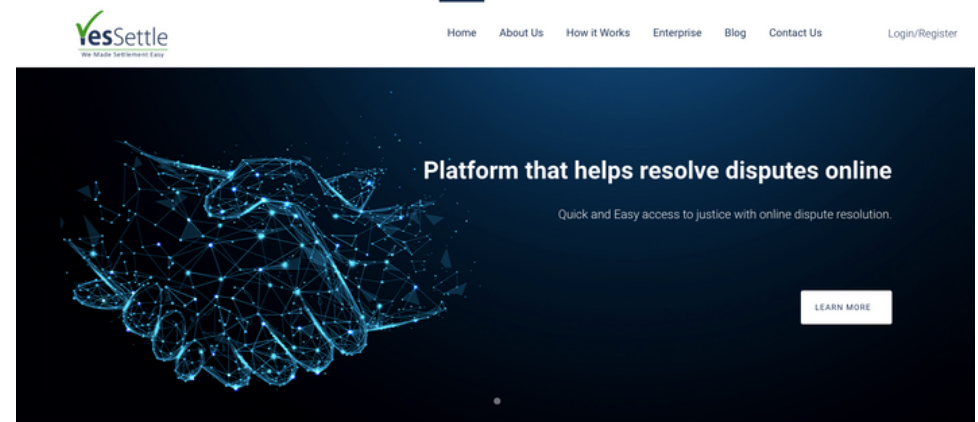 YesSettle
We Made Settlement Easy
Home About Us How it Works Enterprise Blog Contact Us Login/Register
Platform that helps resolve disputes online
Quick and Easy access to justice with online dispute resolution.
LEARN MORE